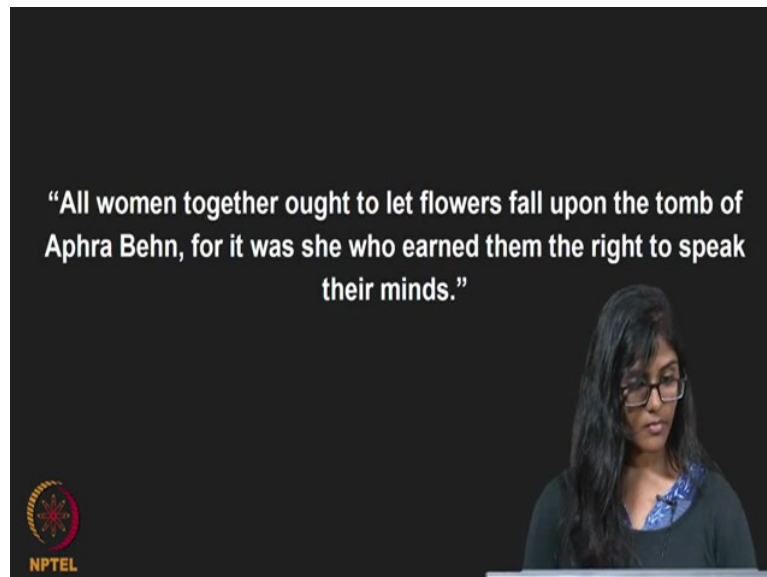 “All women together ought to let flowers fall upon the tomb of
Aphra Behn, for it was she who earned them the right to speak
their minds.”
NPTEL